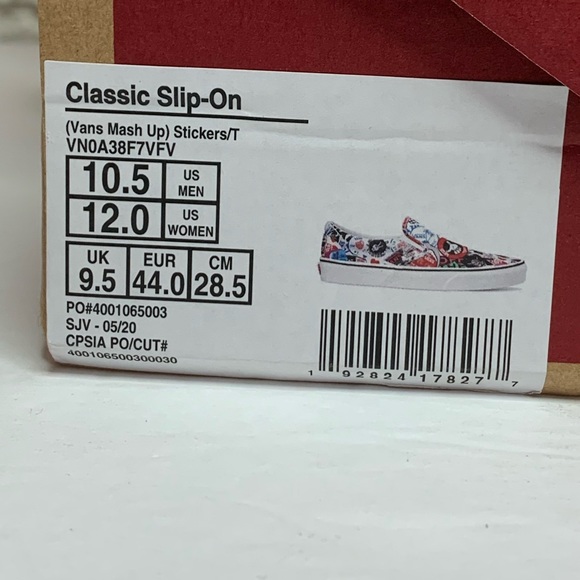 Classic Slip-On
(Vans Mash Up) Stickers/T
VN0A38F7VFV
10.5 US MEN
12.0 US WOMEN
UK EUR CM
9.5 44.0 28.5
PO#4001065003
SJV - 05/20
CPSIA PO/CUT#
400106500300030
1 92824 17827 7